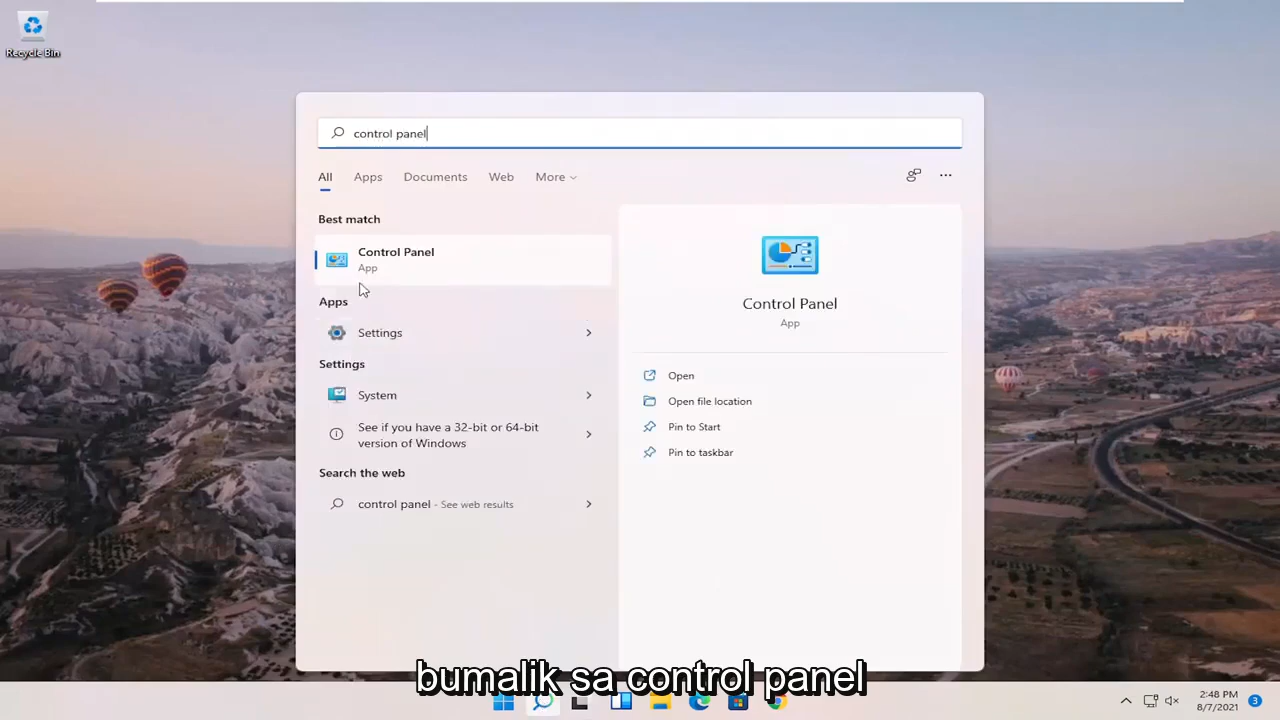 Recycle Bin
control panel
All Apps Documents Web More
Best match
Control Panel
App
Apps
Settings
Settings
System
See if you have a 32-bit or 64-bit
version of Windows
Search the web
control panel - See web results
Control Panel
App
Open
Open file location
Pin to Start
Pin to taskbar
bumalik sa control panel
2:48 PM
8/7/2021
3